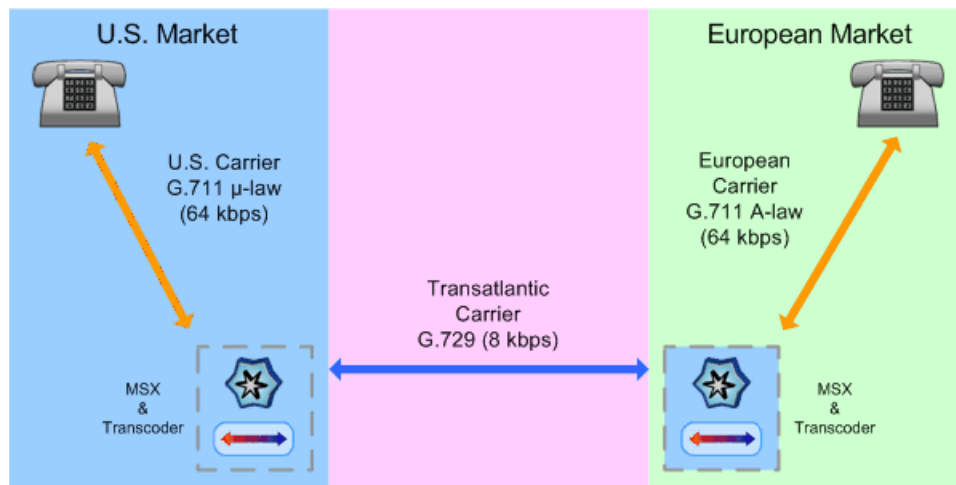 U.S. Market
European Market
U.S. Carrier
G.711 μ-law
(64 kbps)
European
Carrier
G.711 A-law
(64 kbps)
Transatlantic
Carrier
G.729 (8 kbps)
MSX
&
Transcoder
MSX
&
Transcoder